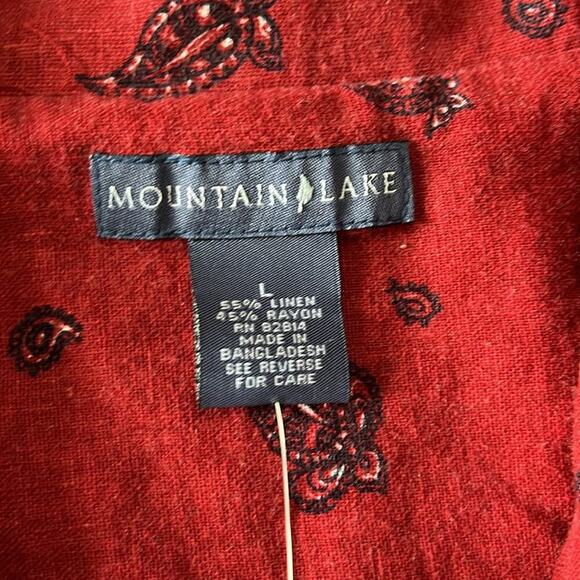 MOUNTAIN LAKE
L
55% LINEN
45% RAYON
RN 82814
MADE IN
BANGLADESH
SEE REVERSE
FOR CARE